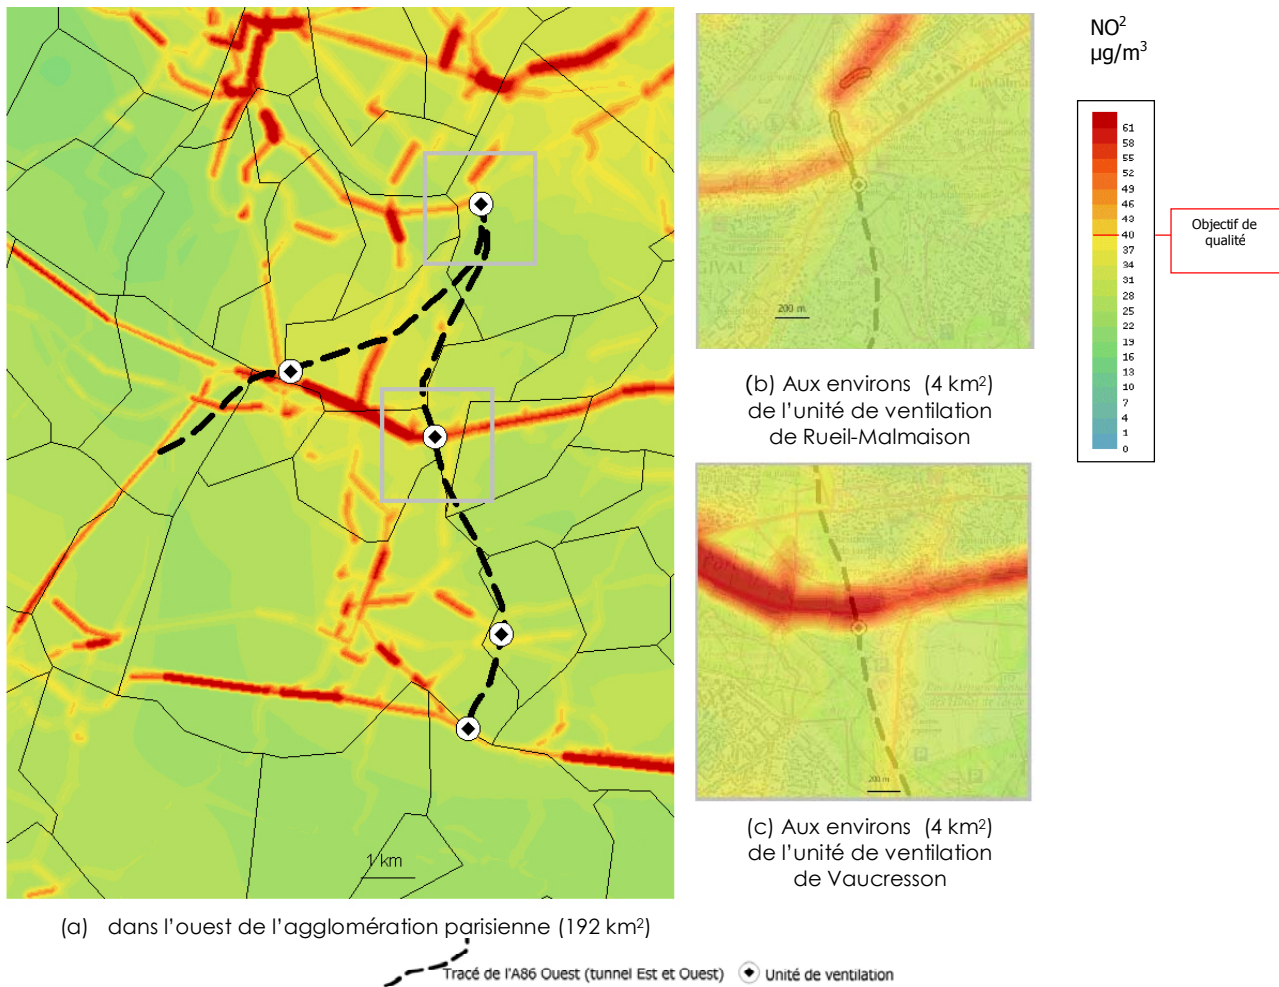 NO²
µg/m³
61
58
55
52
49
46
43
40
37
34
31
28
25
22
19
16
13
10
7
4
1
0
Objectif de
qualité
200 m
GIVAL
(b) Aux environs (4 km²)
de l'unité de ventilation
de Rueil-Malmaison
200 m
(c) Aux environs (4 km²)
de l'unité de ventilation
de Vaucresson
1 km
(a) dans l'ouest de l'agglomération parisienne (192 km²)
Tracé de l'A86 Ouest (tunnel Est et Ouest)
Unité de ventilation